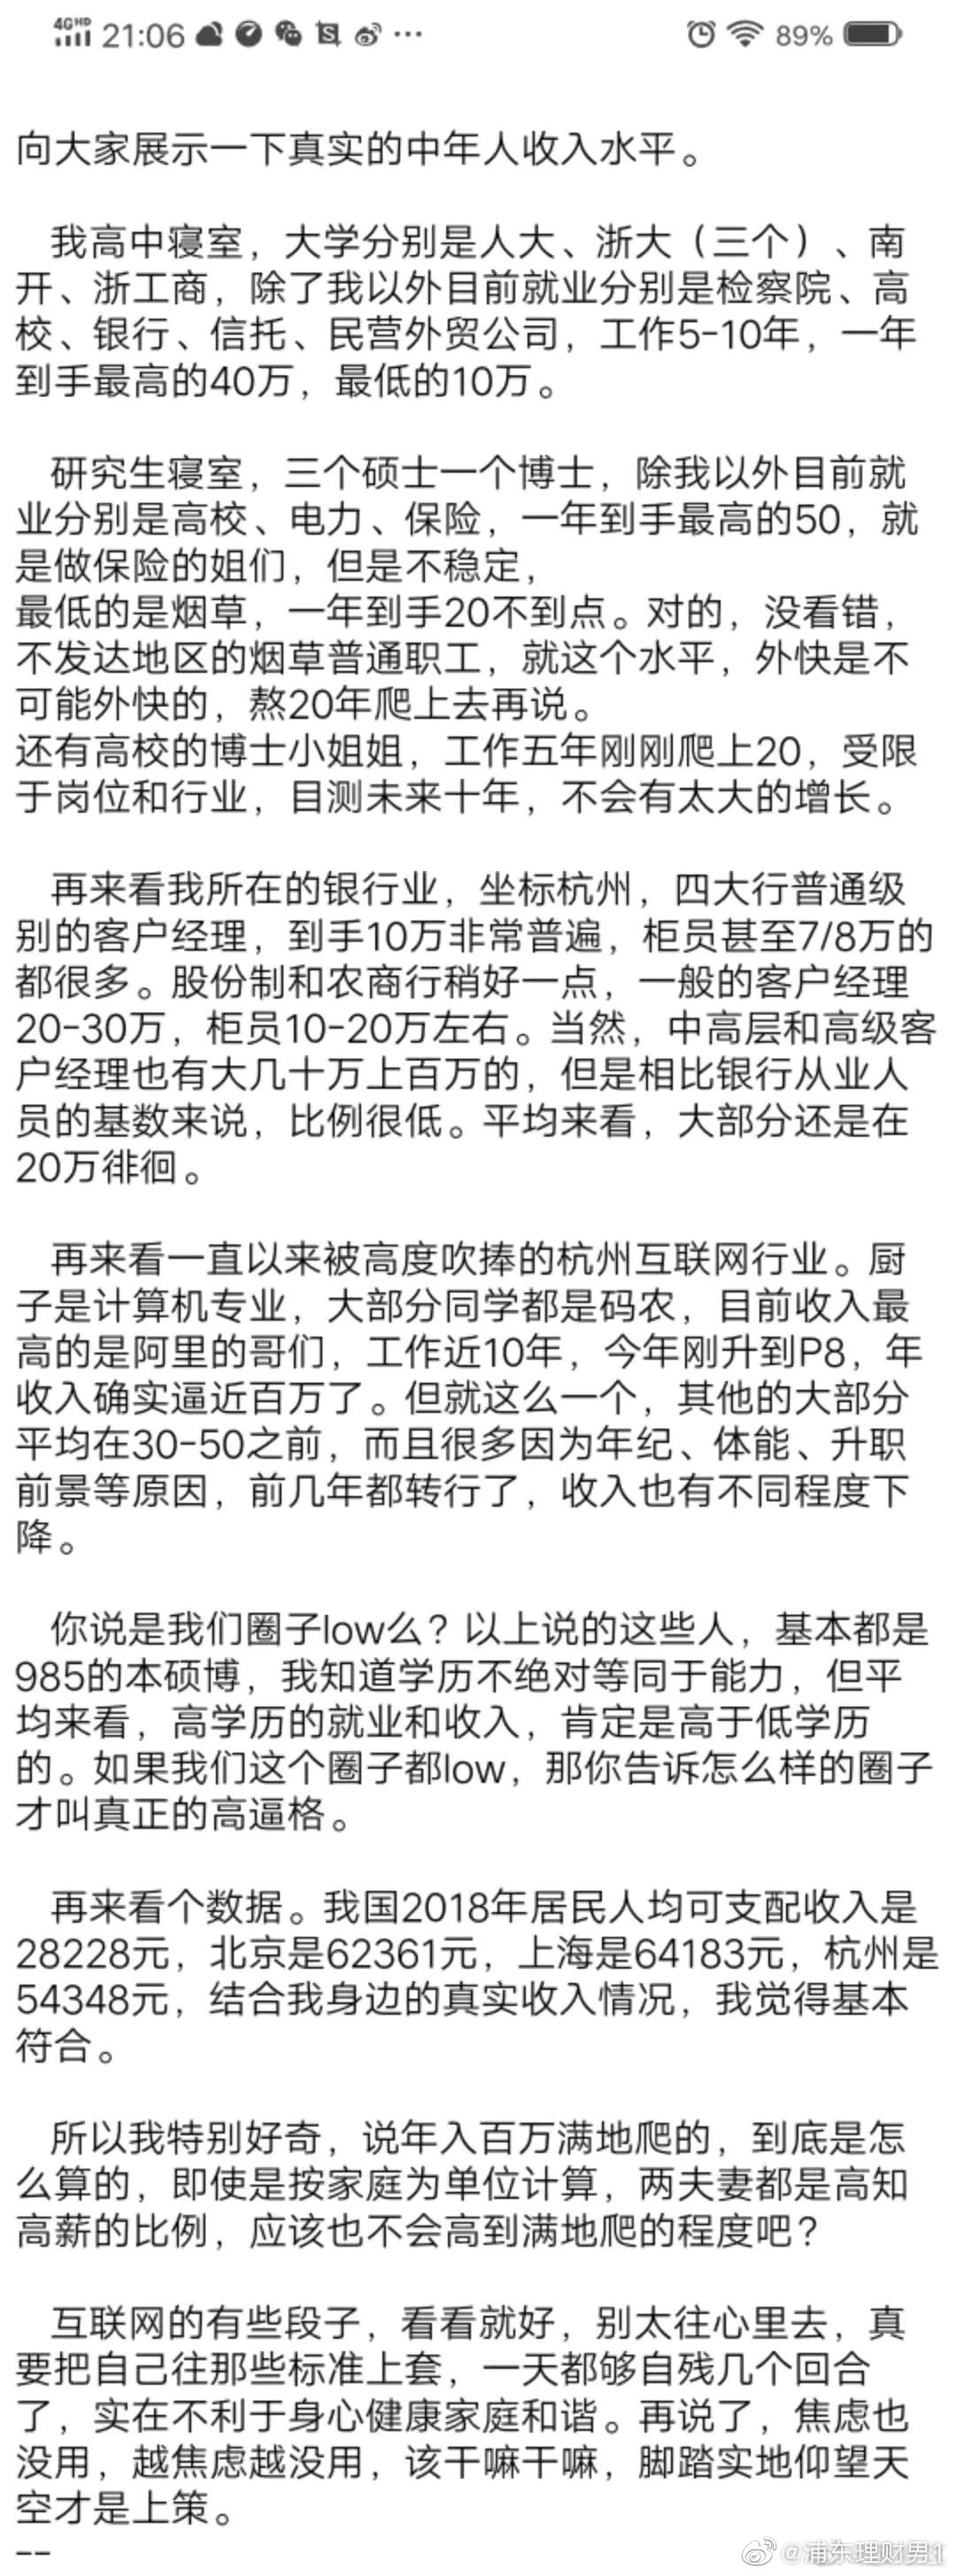 4G HD 21:06 S ··· 89%
向大家展示一下真实的中年人收入水平。
我高中寝室，大学分别是人大、浙大（三个）、南
开、浙工商，除了我以外目前就业分别是检察院、高
校、银行、信托、民营外贸公司，工作5-10年，一年
到手最高的40万，最低的10万。
研究生寝室，三个硕士一个博士，除我以外目前就
业分别是高校、电力、保险，一年到手最高的50，就
是做保险的姐们，但是不稳定，
最低的是烟草，一年到手20不到点。对的，没看错，
不发达地区的烟草普通职工，就这个水平，外快是不
可能外快的，熬20年爬上去再说。
还有高校的博士小姐姐，工作五年刚刚爬上20，受限
于岗位和行业，目测未来十年，不会有太大的增长。
再来看我所在的银行业，坐标杭州，四大行普通级
别的客户经理，到手10万非常普遍，柜员甚至7/8万的
都很多。股份制和农商行稍好一点，一般的客户经理
20-30万，柜员10-20万左右。当然，中高层和高级客
户经理也有大几十万上百万的，但是相比银行从业人
员的基数来说，比例很低。平均来看，大部分还是在
20万徘徊。
再来看一直以来被高度吹捧的杭州互联网行业。厨
子是计算机专业，大部分同学都是码农，目前收入最
高的是阿里的哥们，工作近10年，今年刚升到P8，年
收入确实逼近百万了。但就这么一个，其他的大部分
平均在30-50之前，而且很多因为年纪、体能、升职
前景等原因，前几年都转行了，收入也有不同程度下
降。
你说是我们圈子low么？以上说的这些人，基本都是
985的本硕博，我知道学历不绝对等同于能力，但平
均来看，高学历的就业和收入，肯定是高于低学历
的。如果我们这个圈子都low，那你告诉怎么样的圈子
才叫真正的高逼格。
再来看个数据。我国2018年居民人均可支配收入是
28228元，北京是62361元，上海是64183元，杭州是
54348元，结合我身边的真实收入情况，我觉得基本
符合。
所以我特别好奇，说年入百万满地爬的，到底是怎
么算的，即使是按家庭为单位计算，两夫妻都是高知
高薪的比例，应该也不会高到满地爬的程度吧？
互联网的有些段子，看看就好，别太往心里去，真
要把自己往那些标准上套，一天都够自残几个回合
了，实在不利于身心健康家庭和谐。再说了，焦虑也
没用，越焦虑越没用，该干嘛干嘛，脚踏实地仰望天
空才是上策。
--
@浦东理财男1